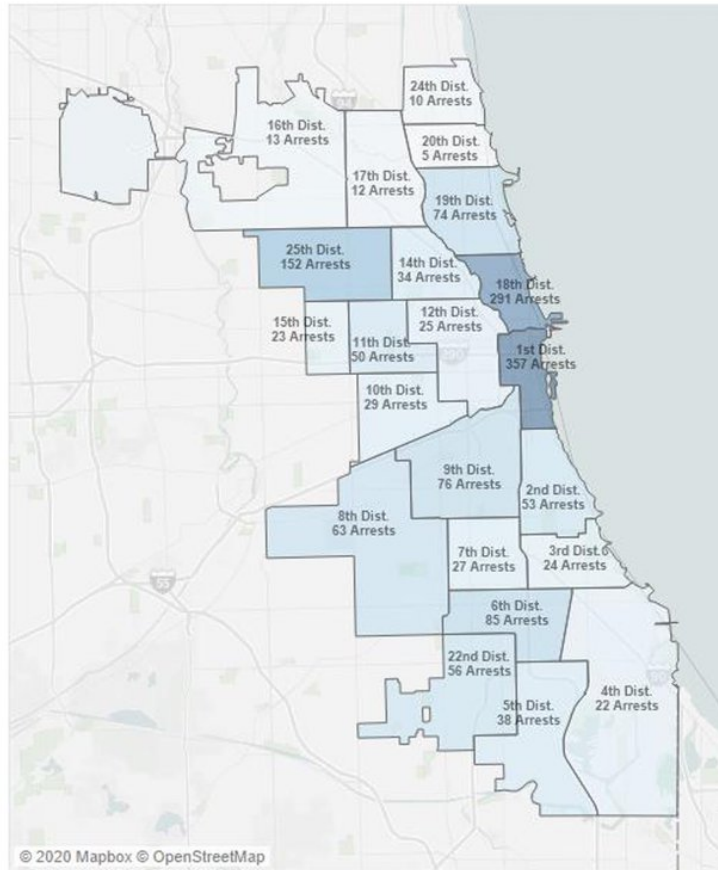 24th Dist.
10 Arrests
16th Dist.
13 Arrests
20th Dist.
5 Arrests
17th Dist.
12 Arrests
19th Dist.
74 Arrests
25th Dist.
152 Arrests
14th Dist.
34 Arrests
18th Dist.
291 Arrests
15th Dist.
23 Arrests
11th Dist.
50 Arrests
12th Dist.
25 Arrests
1st Dist.
357 Arrests
10th Dist.
29 Arrests
9th Dist.
76 Arrests
2nd Dist.
53 Arrests
8th Dist.
63 Arrests
7th Dist.
27 Arrests
3rd Dist.
24 Arrests
55
6th Dist.
85 Arrests
22nd Dist.
56 Arrests
5th Dist.
38 Arrests
4th Dist.
22 Arrests
© 2020 Mapbox © OpenStreetMap